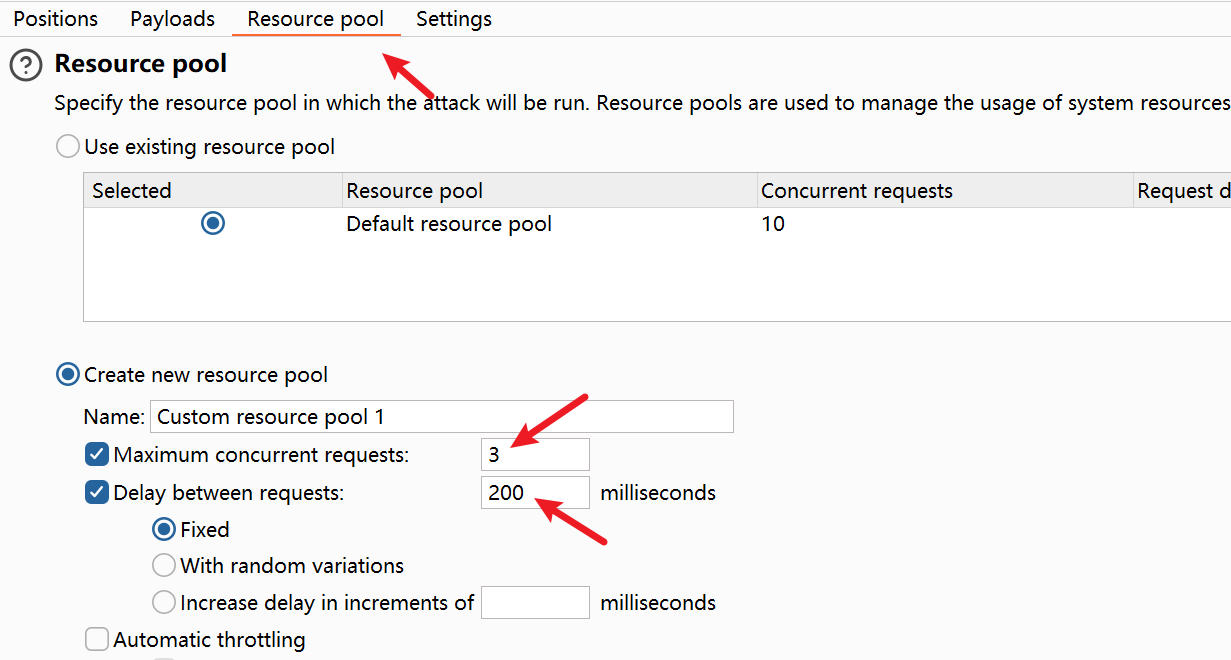 Positions Payloads Resource pool Settings
? Resource pool
Specify the resource pool in which the attack will be run. Resource pools are used to manage the usage of system resources
Use existing resource pool
Selected Resource pool Concurrent requests Request d
Default resource pool 10
Create new resource pool
Name: Custom resource pool 1
Maximum concurrent requests: 3
Delay between requests: 200 milliseconds
Fixed
With random variations
Increase delay in increments of milliseconds
Automatic throttling